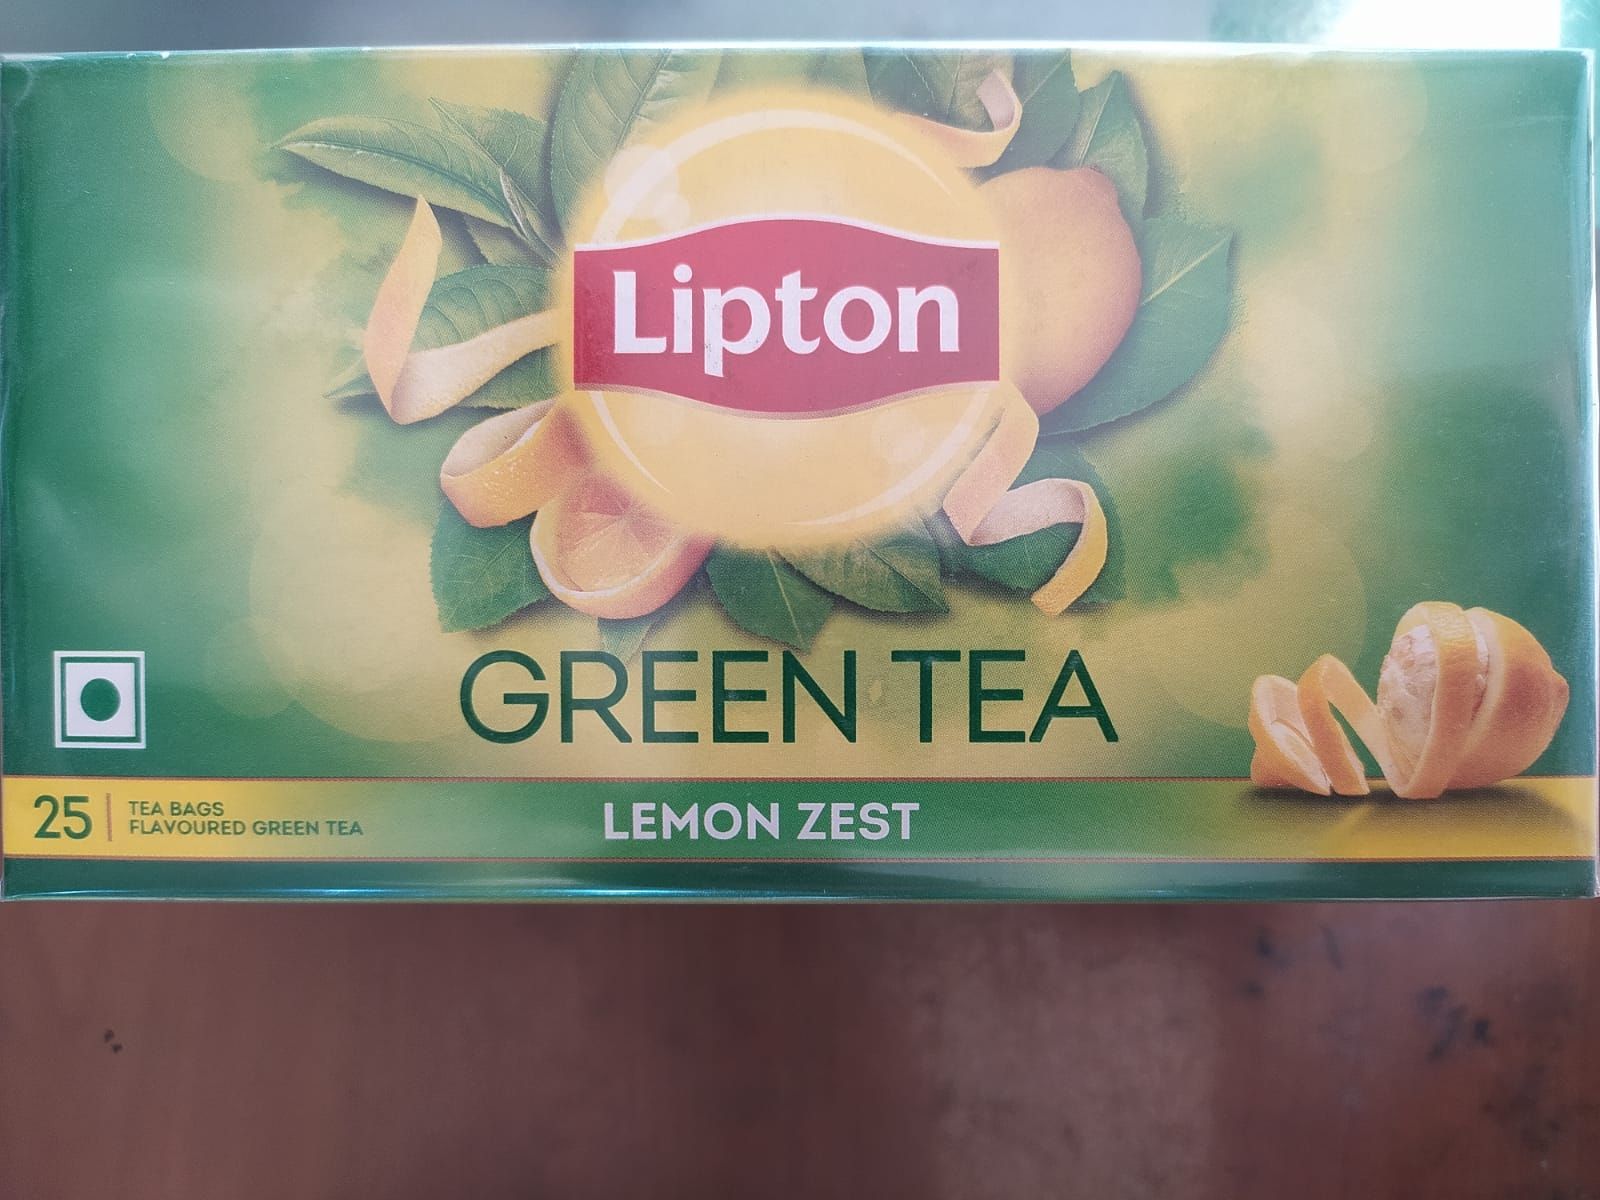 Lipton
GREEN TEA
25
TEA BAGS
FLAVOURED GREEN TEA
LEMON ZEST